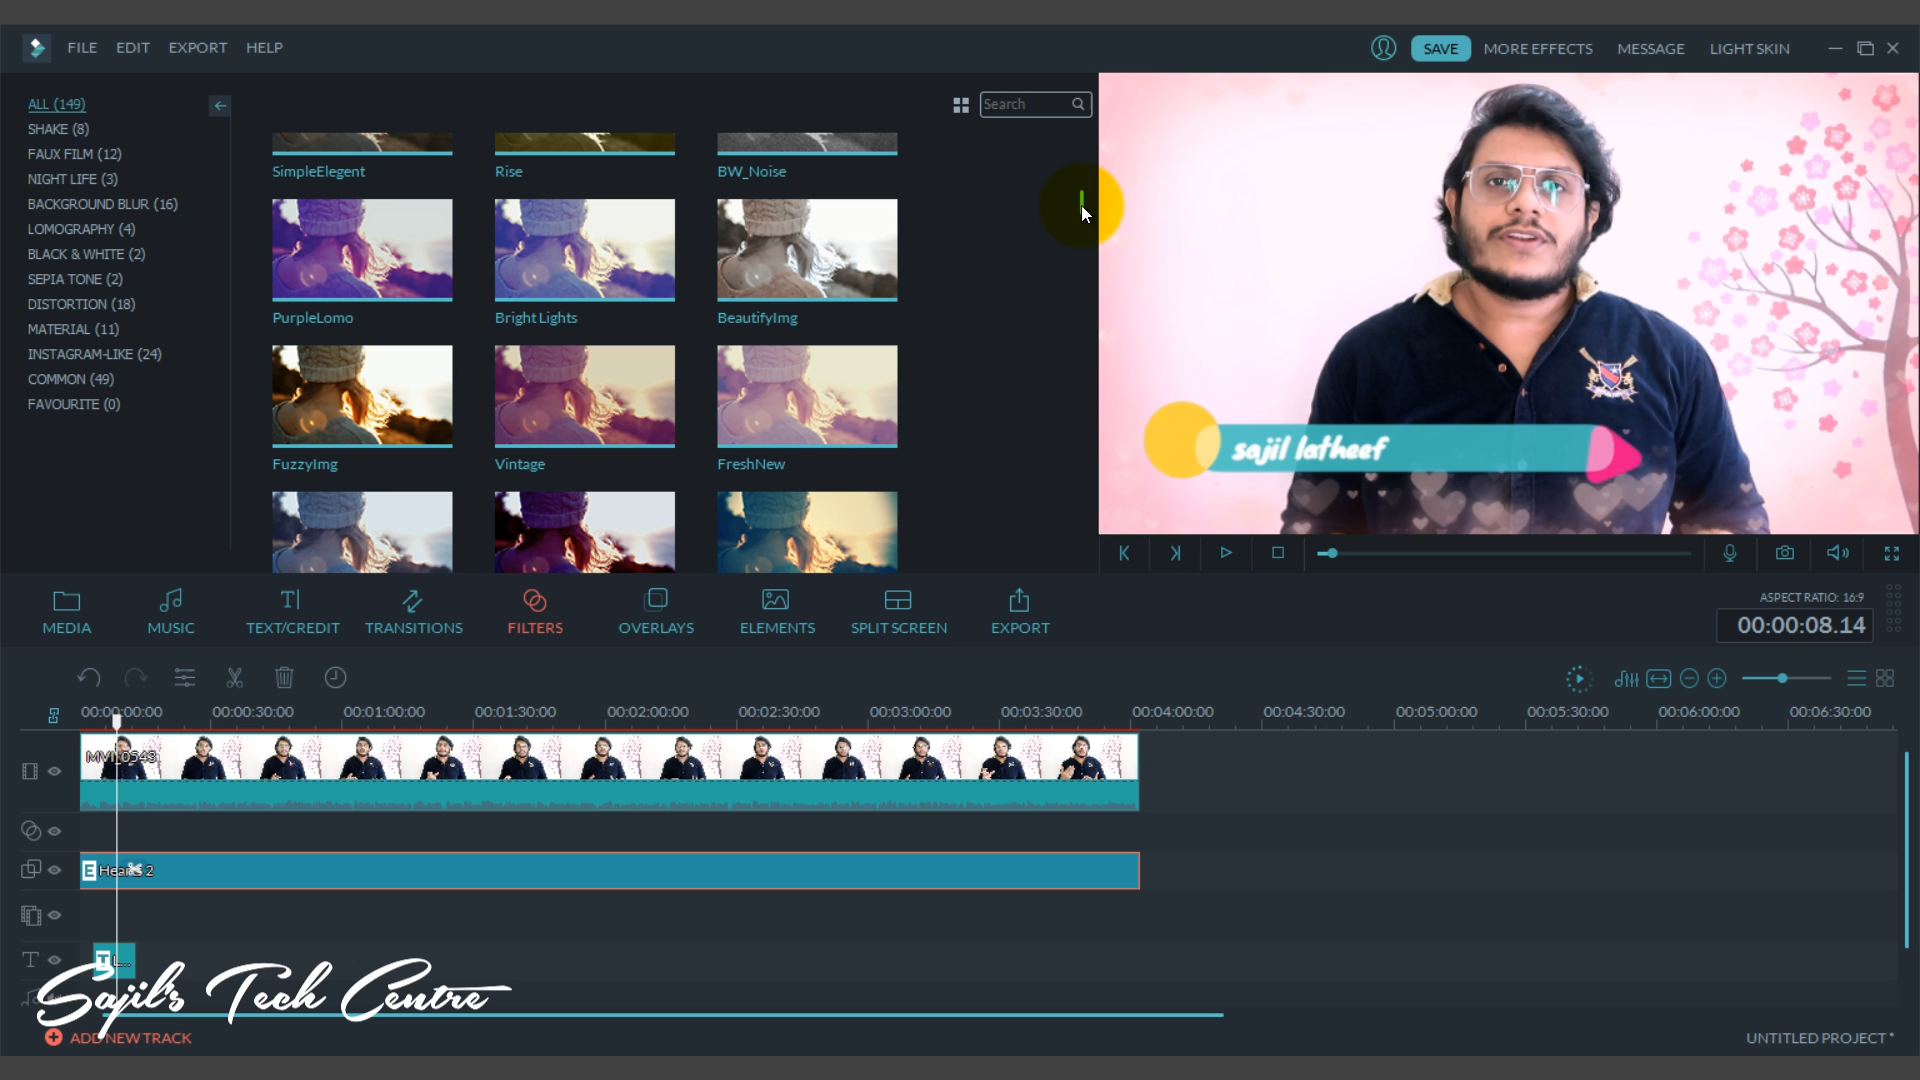 FILE EDIT EXPORT HELP
SAVE MORE EFFECTS MESSAGE LIGHT SKIN
ALL (149)
SHAKE (8)
FAUX FILM (12)
NIGHT LIFE (3)
BACKGROUND BLUR (16)
LOMOGRAPHY (4)
BLACK & WHITE (2)
SEPIA TONE (2)
DISTORTION (18)
MATERIAL (11)
INSTAGRAM-LIKE (24)
COMMON (49)
FAVOURITE (0)
Search
SimpleElegent Rise BW_Noise
PurpleLomo Bright Lights BeautifyImg
FuzzyImg Vintage FreshNew
sajil latheef
MEDIA MUSIC TEXT/CREDIT TRANSITIONS FILTERS OVERLAYS ELEMENTS SPLIT SCREEN EXPORT
ASPECT RATIO: 16:9
00:00:08.14
00:00:00:00 00:00:30:00 00:01:00:00 00:01:30:00 00:02:00:00 00:02:30:00 00:03:00:00 00:03:30:00 00:04:00:00 00:04:30:00 00:05:00:00 00:05:30:00 00:06:00:00 00:06:30:00
E Hearts 2
T L...
Sajil's Tech Centre
ADD NEW TRACK
UNTITLED PROJECT *